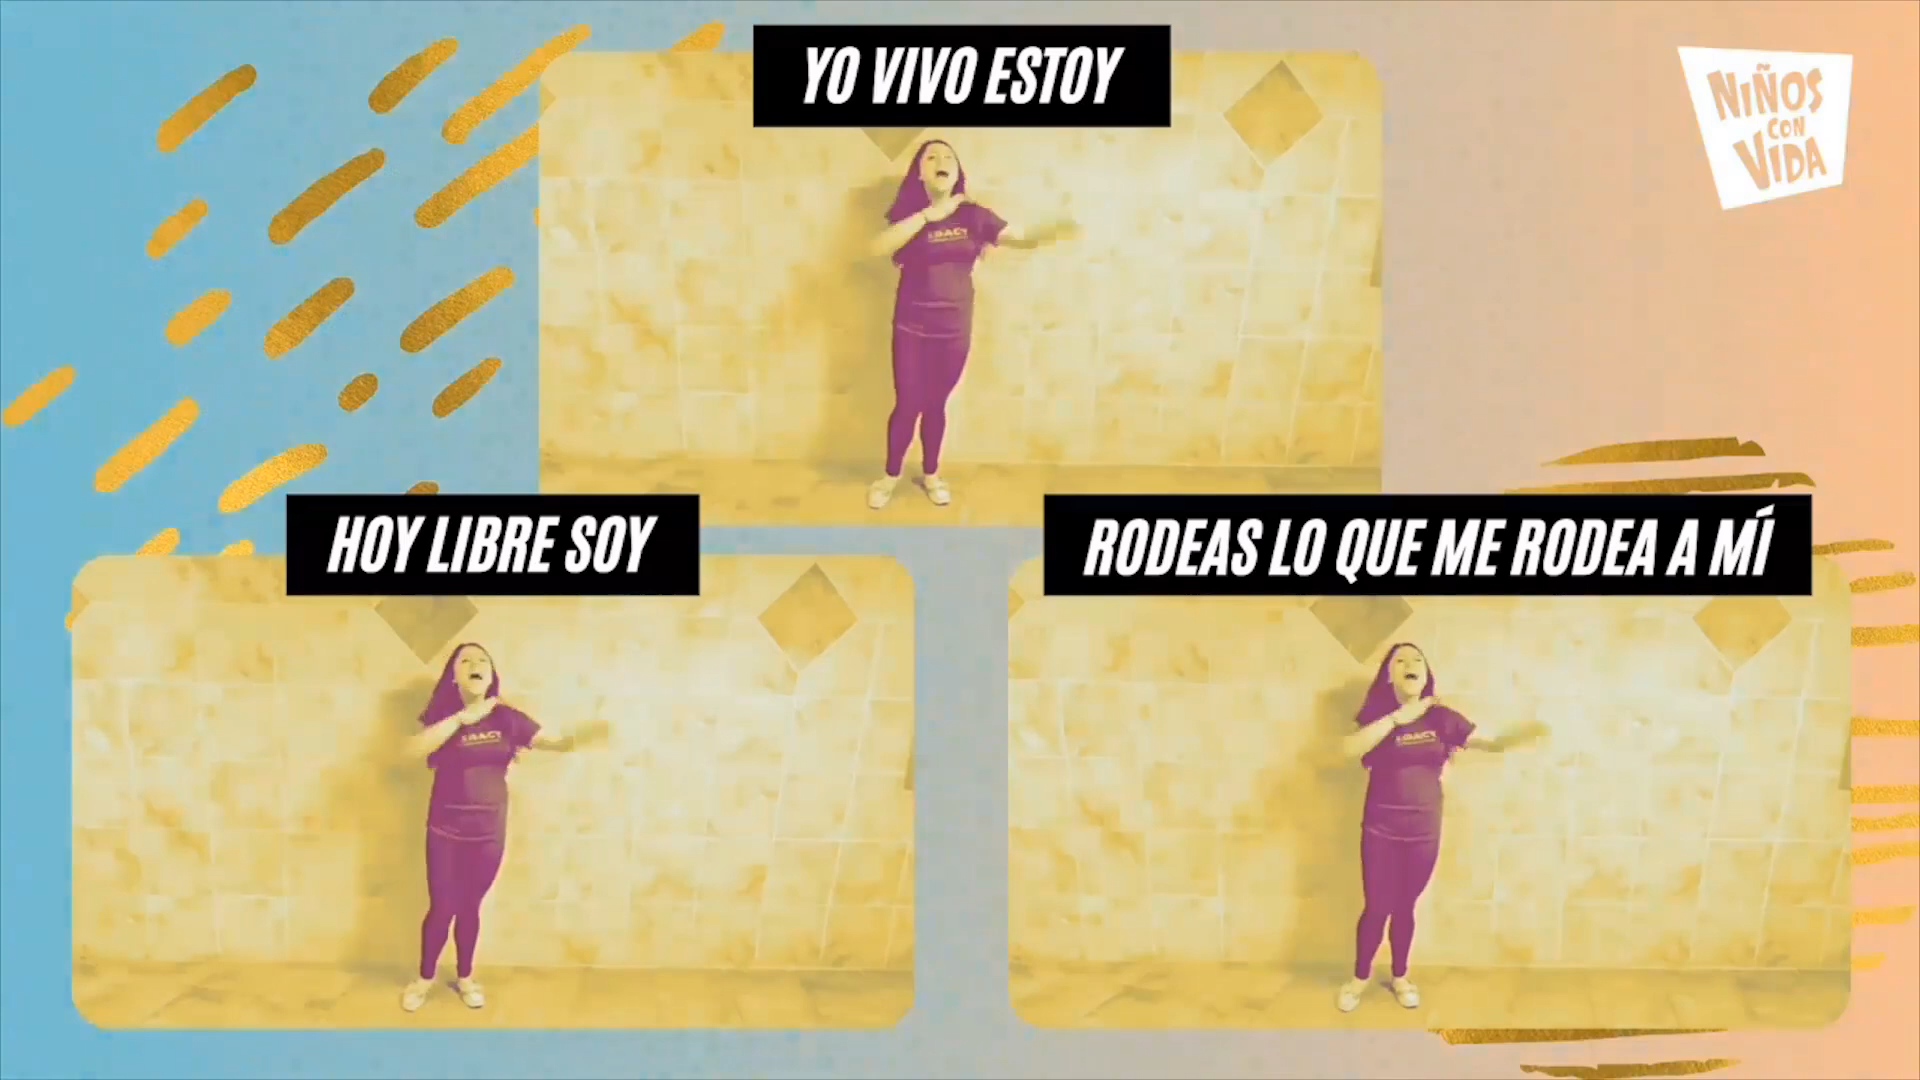 YO VIVO ESTOY
NIÑOS
CON
VIDA
HOY LIBRE SOY
RODEAS LO QUE ME RODEA A MÍ